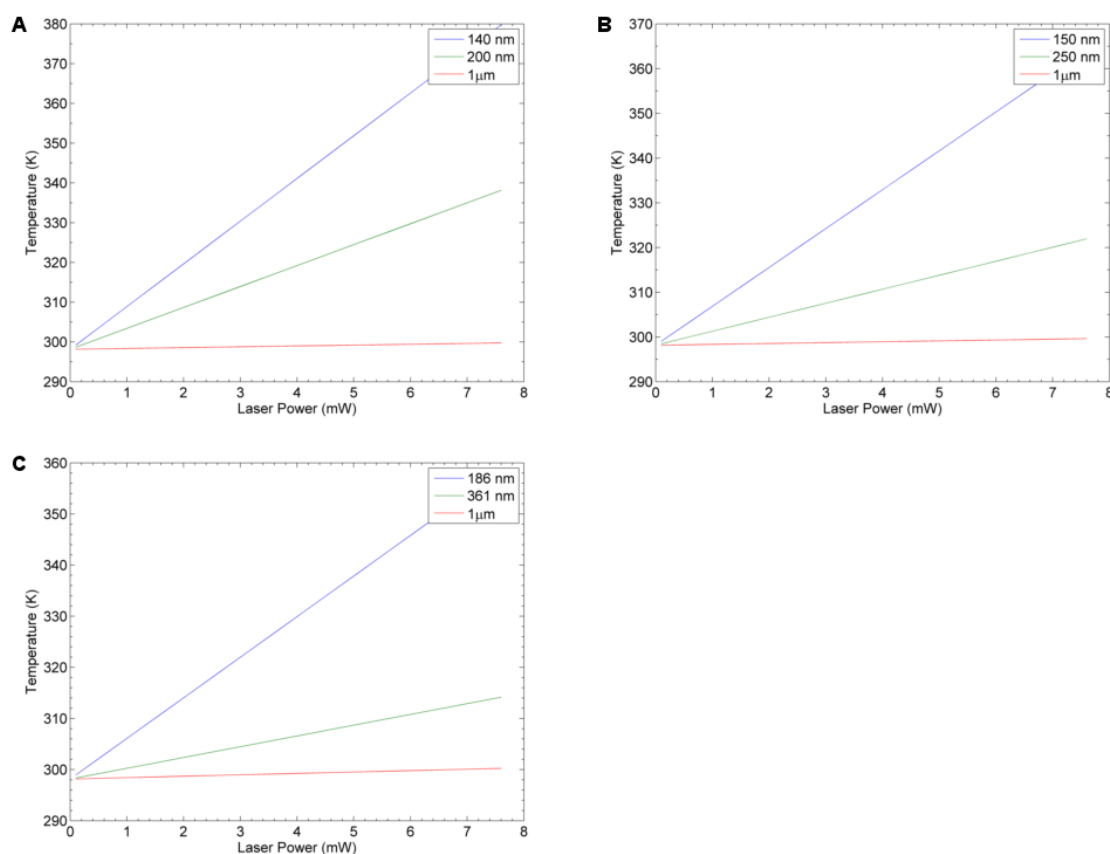 A
380
370
360
350
340
330
320
310
300
290
Temperature (K)
0 1 2 3 4 5 6 7 8
Laser Power (mW)
140 nm
200 nm
1μm
B
370
360
350
340
330
320
310
300
290
Temperature (K)
0 1 2 3 4 5 6 7 8
Laser Power (mW)
150 nm
250 nm
1μm
C
360
350
340
330
320
310
300
290
Temperature (K)
0 1 2 3 4 5 6 7 8
Laser Power (mW)
186 nm
361 nm
1μm